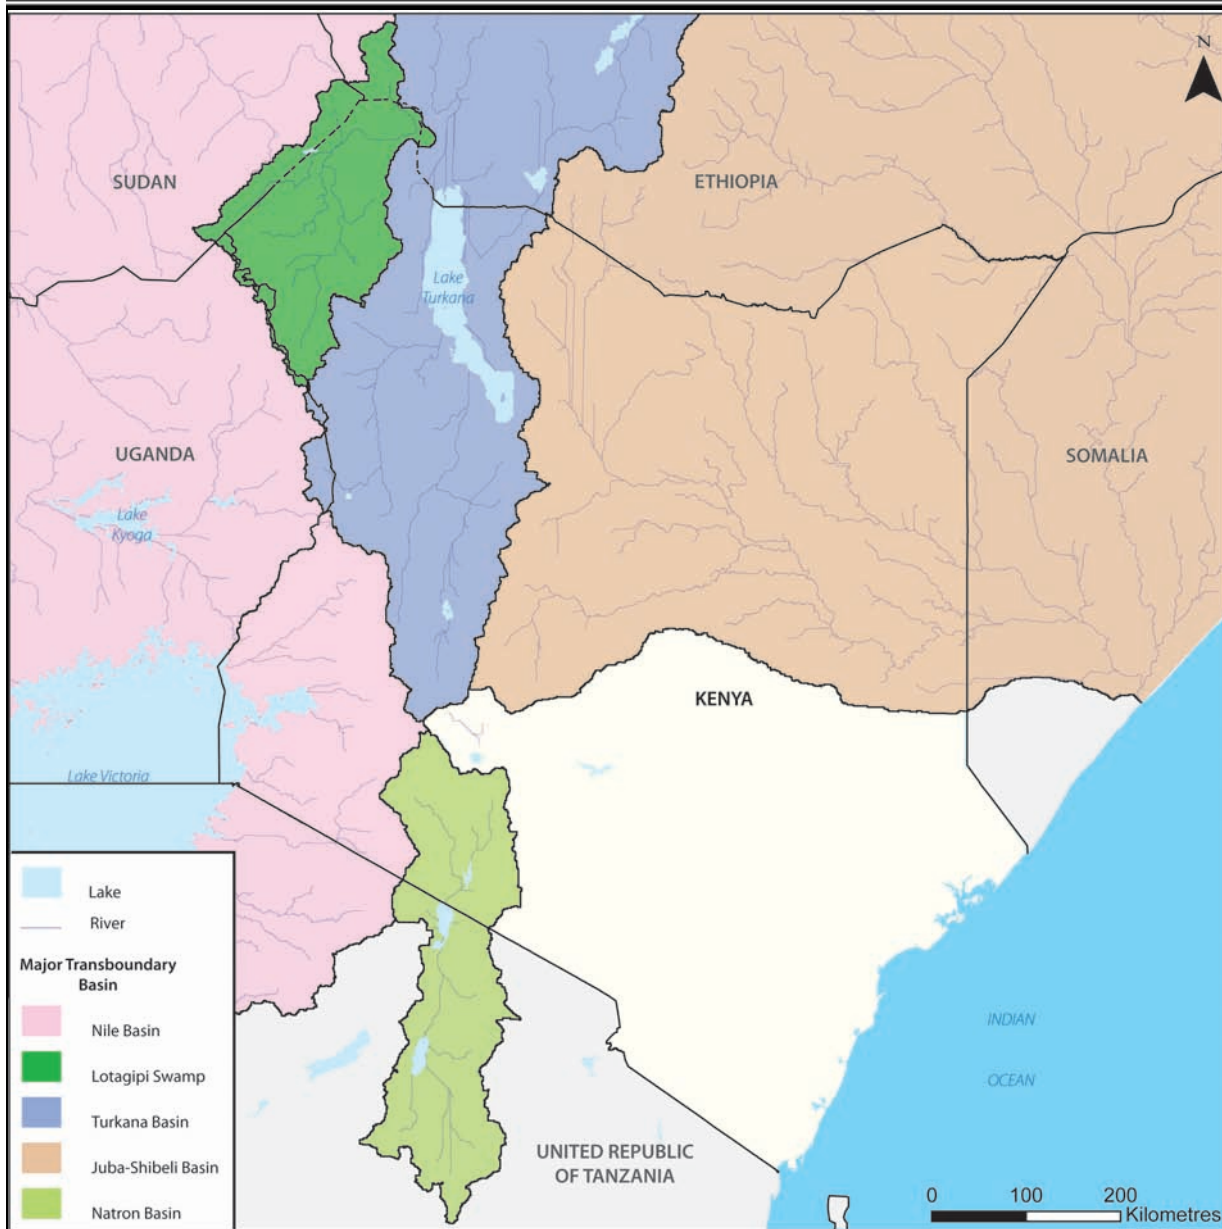 N
SUDAN
ETHIOPIA
Lake
Turkana
UGANDA
SOMALIA
Lake
Kyoga
KENYA
Lake Victoria
Lake
River
Major Transboundary
Basin
Nile Basin
Lotagipi Swamp
Turkana Basin
Juba-Shibeli Basin
Natron Basin
INDIAN
OCEAN
UNITED REPUBLIC
OF TANZANIA
0 100 200
Kilometres